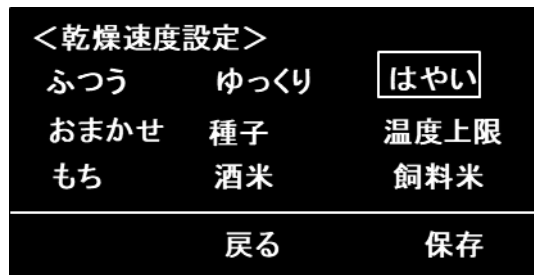 ＜乾燥速度設定＞
ふつう ゆっくり はやい
おまかせ 種子 温度上限
もち 酒米 飼料米
戻る 保存